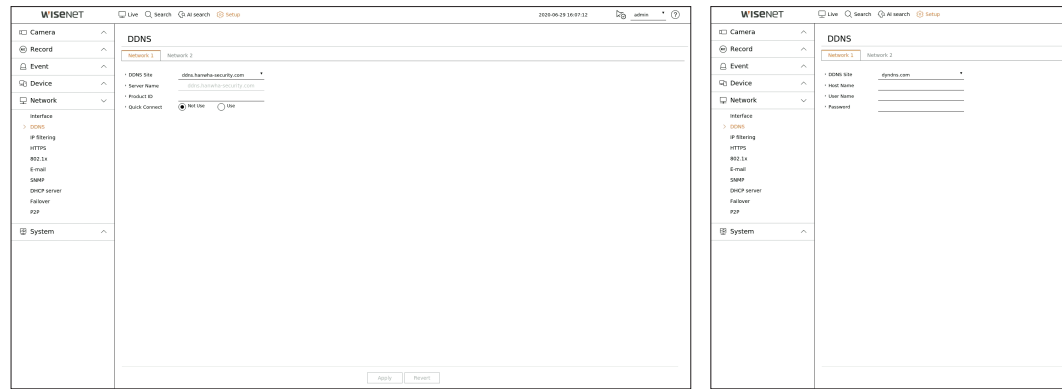 WISENET
Live Search AI search Setup 2020-06-29 16:07:12 admin ?
Camera
Record
Event
Device
Network
Interface
DDNS
IP filtering
HTTPS
802.1x
E-mail
SNMP
DHCP server
Failover
P2P
System
DDNS
Network 1 Network 2
DDNS Site ddns.hanwha-security.com
Server Name ddns.hanwha-security.com
Product ID
Quick Connect Not Use Use
Apply Revert
WISENET
Live Search AI search Setup
Camera
Record
Event
Device
Network
Interface
DDNS
IP filtering
HTTPS
802.1x
E-mail
SNMP
DHCP server
Failover
P2P
System
DDNS
Network 1 Network 2
DDNS Site dyndns.com
Host Name
User Name
Password